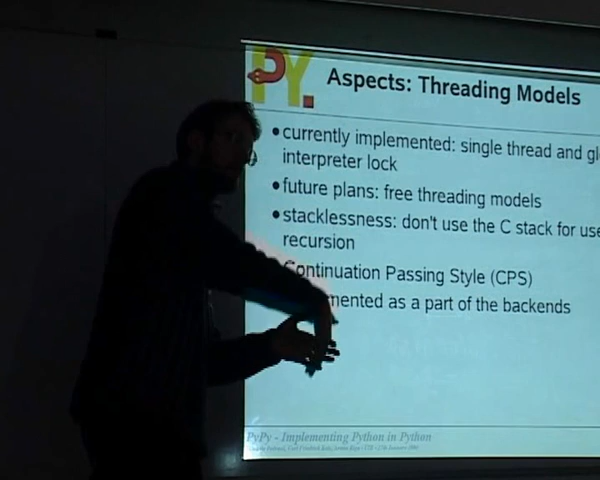 PY.
Aspects: Threading Models
currently implemented: single thread and gl
interpreter lock
future plans: free threading models
stacklessness: don't use the C stack for use
recursion
Continuation Passing Style (CPS)
mented as a part of the backends
PyPy - Implementing Python in Python